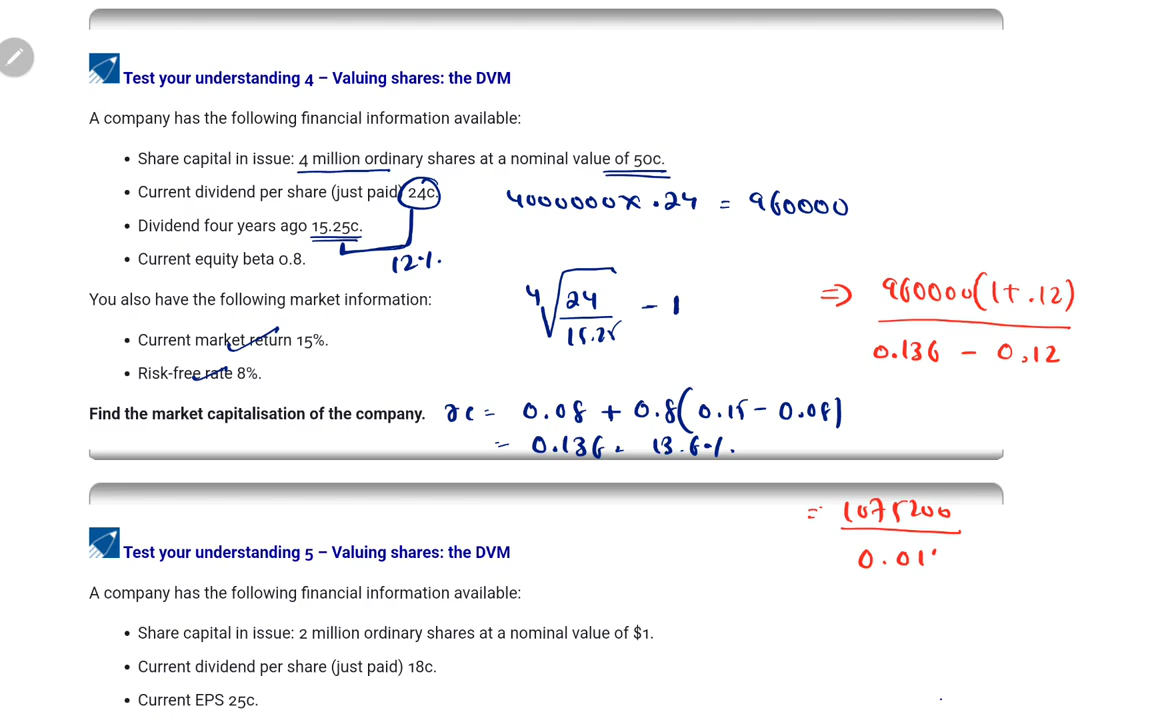 Test your understanding 4 – Valuing shares: the DVM
A company has the following financial information available:
• Share capital in issue: 4 million ordinary shares at a nominal value of 50c.
• Current dividend per share (just paid) 24c.
4000000 x .24 = 960000
• Dividend four years ago 15.25c.
• Current equity beta 0.8.
12%
You also have the following market information:
4√24/15.25 - 1
=> 960000(1+.12)
0.136 - 0.12
• Current market return 15%.
• Risk-free rate 8%.
Find the market capitalisation of the company.
= 0.08 + 0.8(0.15-0.08)
= 0.136 . 13.6%.
= 1075200
0.01
Test your understanding 5 – Valuing shares: the DVM
A company has the following financial information available:
• Share capital in issue: 2 million ordinary shares at a nominal value of $1.
• Current dividend per share (just paid) 18c.
• Current EPS 25c.